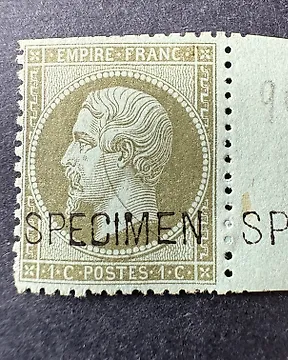 EMPIRE FRANC.
SPECIMEN SP
1·C·POSTES·1·C